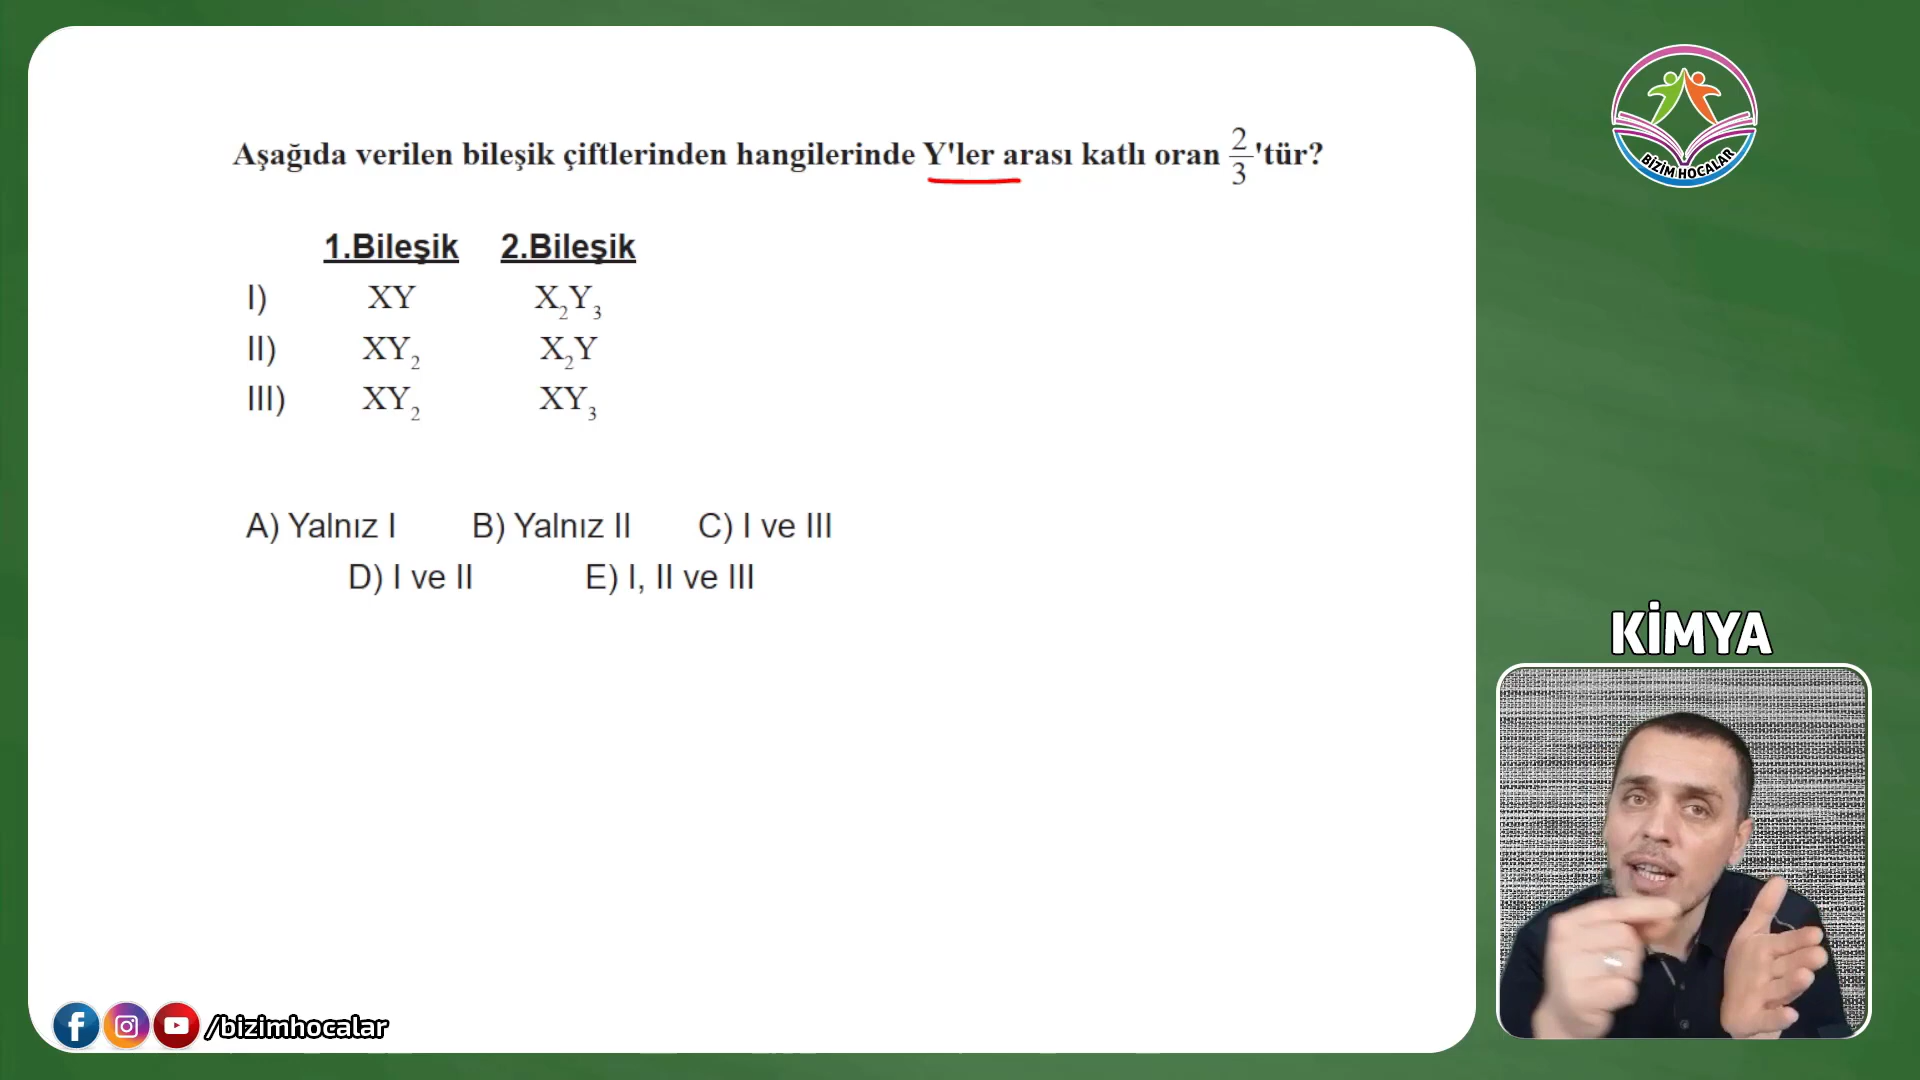 Aşağıda verilen bileşik çiftlerinden hangilerinde Y'ler arası katlı oran 2/3'tür?
1.Bileşik 2.Bileşik
I) XY X₂Y₃
II) XY₂ X₂Y
III) XY₂ XY₃
A) Yalnız I B) Yalnız II C) I ve III
D) I ve II E) I, II ve III
BİZİM HOCALAR
KİMYA
/bizimhocalar